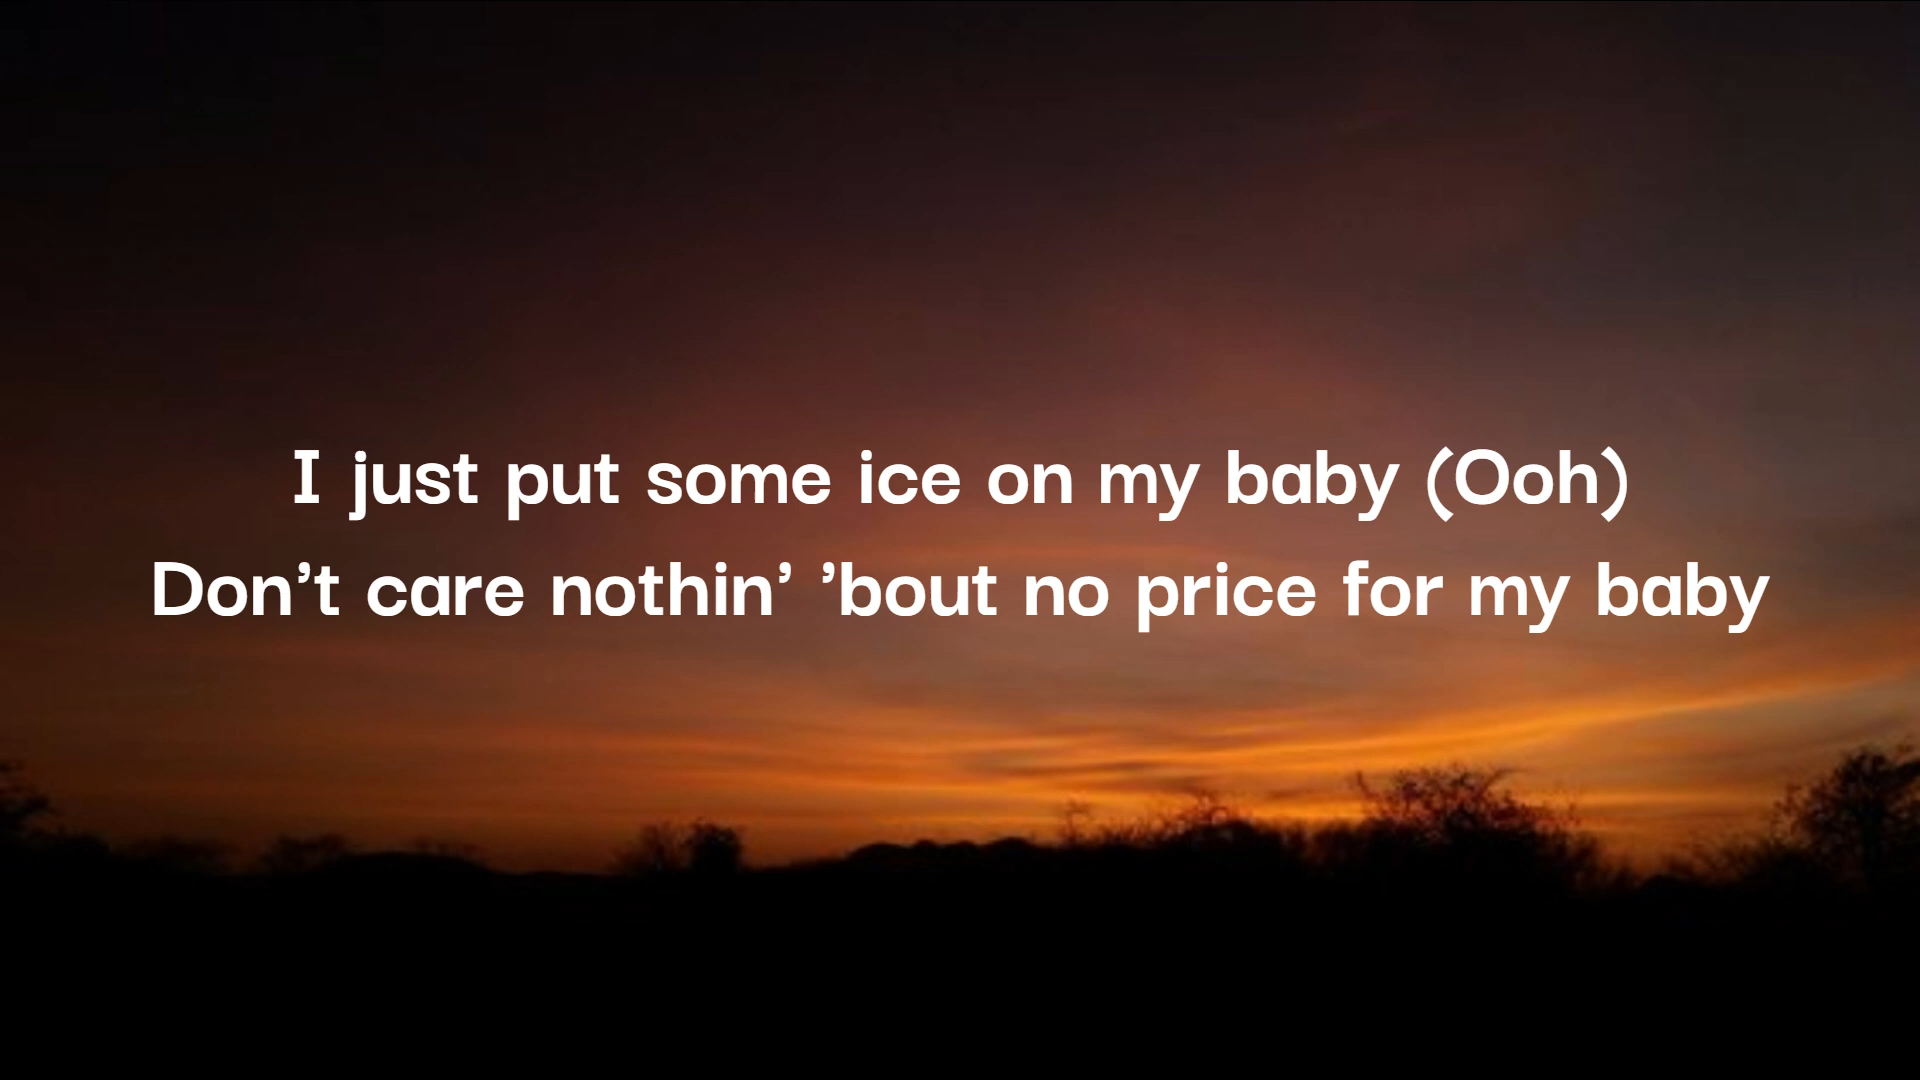 I just put some ice on my baby (Ooh)
Don’t care nothin’ ’bout no price for my baby